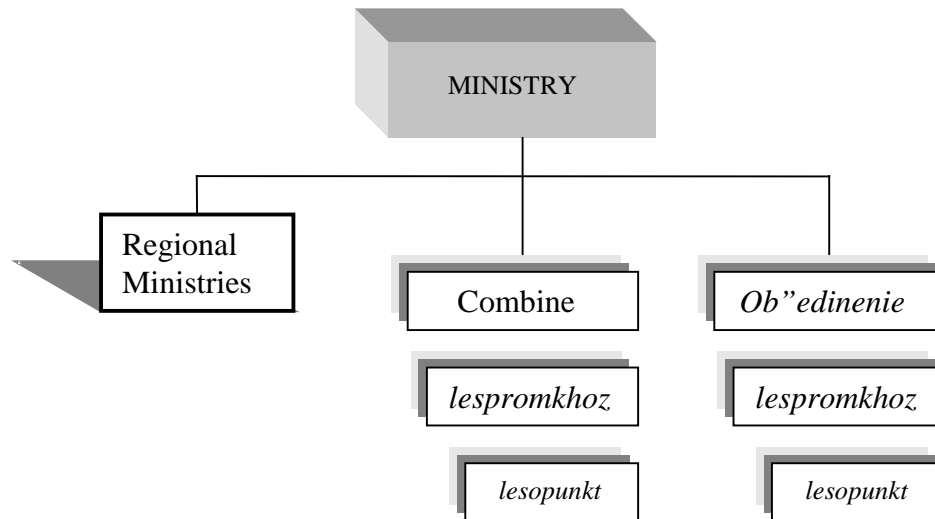 MINISTRY
Regional
Ministries
Combine
Ob”edinenie
lespromkhoz
lespromkhoz
lesopunkt
lesopunkt